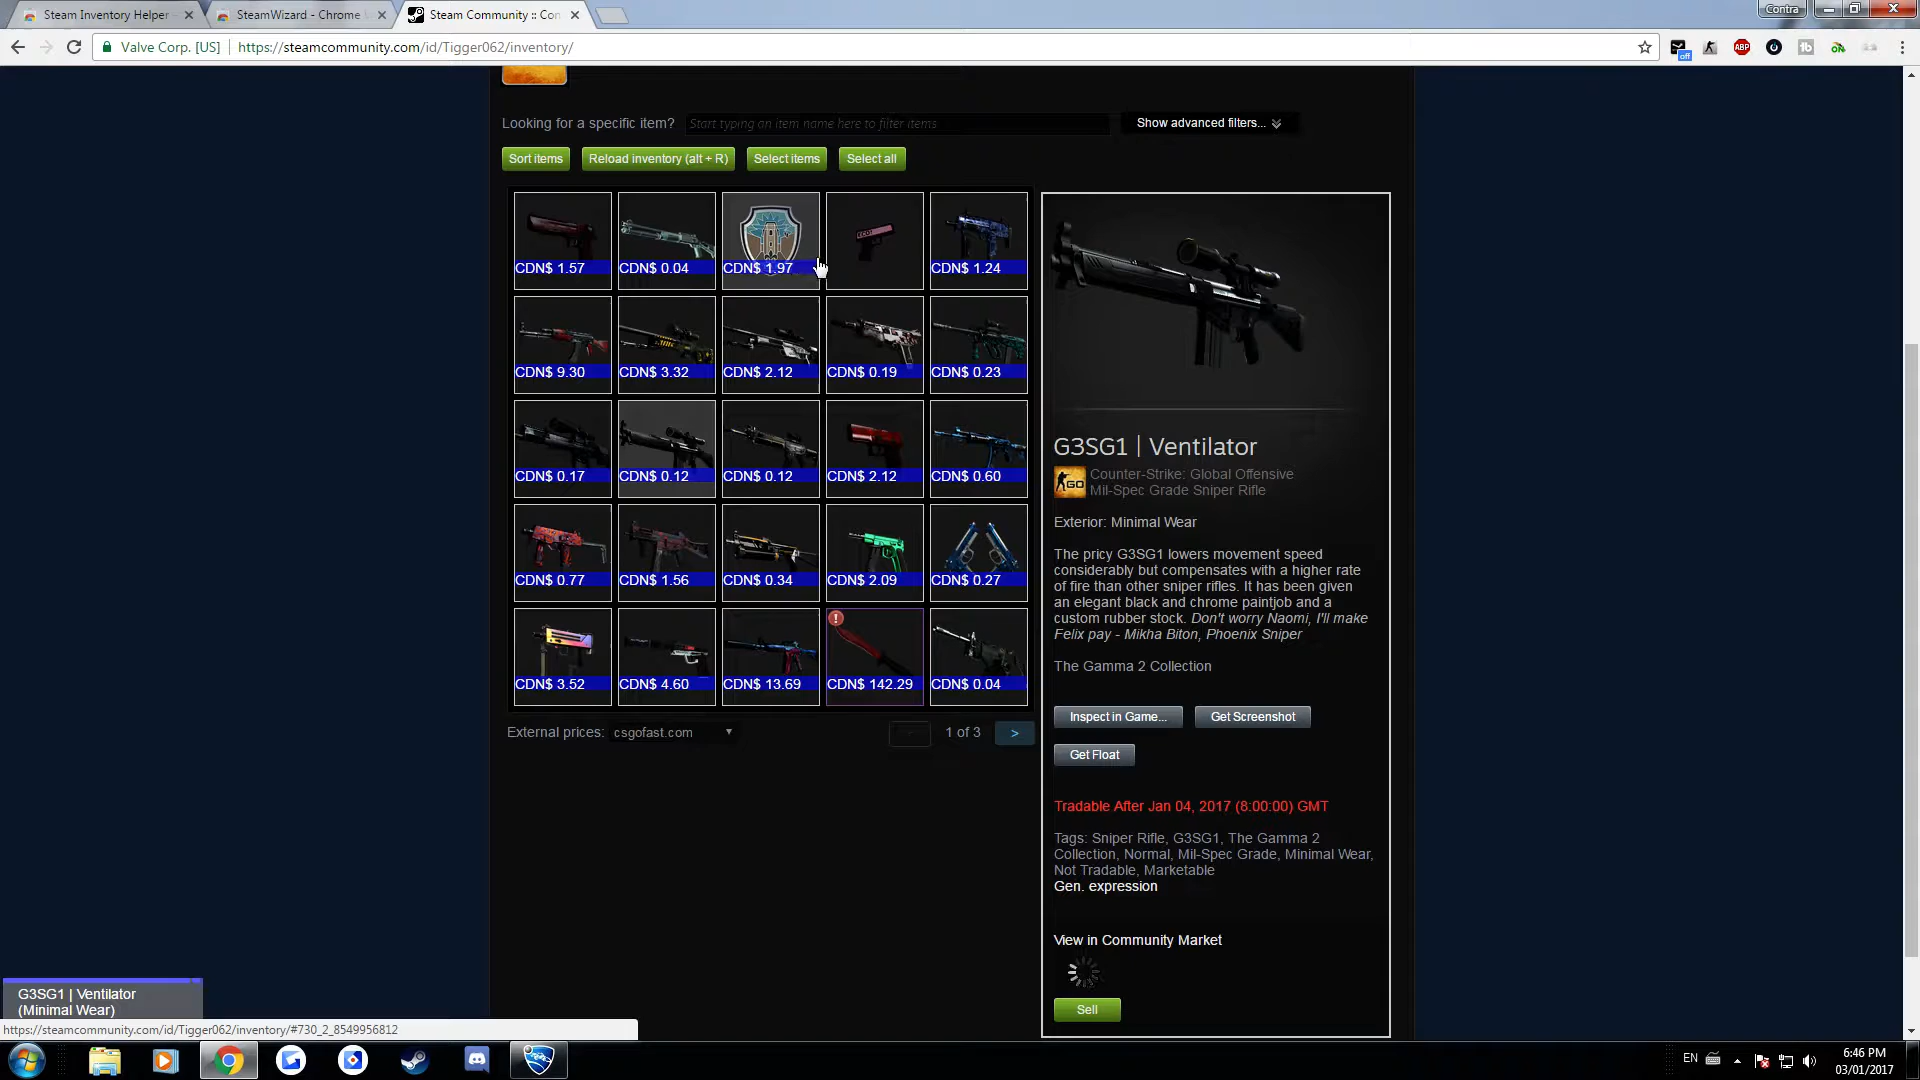 Steam Inventory Helper
SteamWizard - Chrome
Steam Community :: Con
Contra
Valve Corp. [US]
https://steamcommunity.com/id/Tigger062/inventory/
off
ABP
Looking for a specific item?
Start typing an item name here to filter items
Show advanced filters...
Sort items
Reload inventory (alt + R)
Select items
Select all
CDN$ 1.57
CDN$ 0.04
CDN$ 1.97
ECO!
CDN$ 1.24
CDN$ 9.30
CDN$ 3.32
CDN$ 2.12
CDN$ 0.19
CDN$ 0.23
CDN$ 0.17
CDN$ 0.12
CDN$ 0.12
CDN$ 2.12
CDN$ 0.60
CDN$ 0.77
CDN$ 1.56
CDN$ 0.34
CDN$ 2.09
CDN$ 0.27
CDN$ 3.52
CDN$ 4.60
CDN$ 13.69
CDN$ 142.29
CDN$ 0.04
External prices: csgofast.com
1 of 3
>
G3SG1 | Ventilator
GO
Counter-Strike: Global Offensive
Mil-Spec Grade Sniper Rifle
Exterior: Minimal Wear
The pricy G3SG1 lowers movement speed
considerably but compensates with a higher rate
of fire than other sniper rifles. It has been given
an elegant black and chrome paintjob and a
custom rubber stock. Don't worry Naomi, I'll make
Felix pay - Mikha Biton, Phoenix Sniper
The Gamma 2 Collection
Inspect in Game...
Get Screenshot
Get Float
Tradable After Jan 04, 2017 (8:00:00) GMT
Tags: Sniper Rifle, G3SG1, The Gamma 2
Collection, Normal, Mil-Spec Grade, Minimal Wear,
Not Tradable, Marketable
Gen. expression
View in Community Market
Sell
G3SG1 | Ventilator
(Minimal Wear)
https://steamcommunity.com/id/Tigger062/inventory/#730_2_8549956812
EN
6:46 PM
03/01/2017